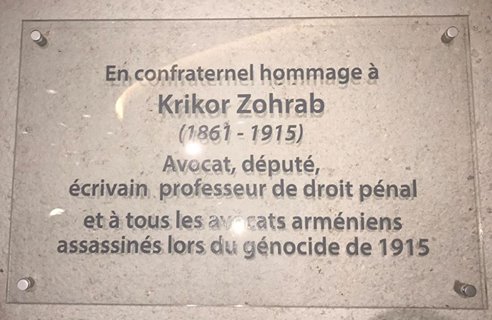 En confraternel hommage à
Krikor Zohrab
(1861 - 1915)
Avocat, député,
écrivain professeur de droit pénal
et à tous les avocats arméniens
assassinés lors du génocide de 1915